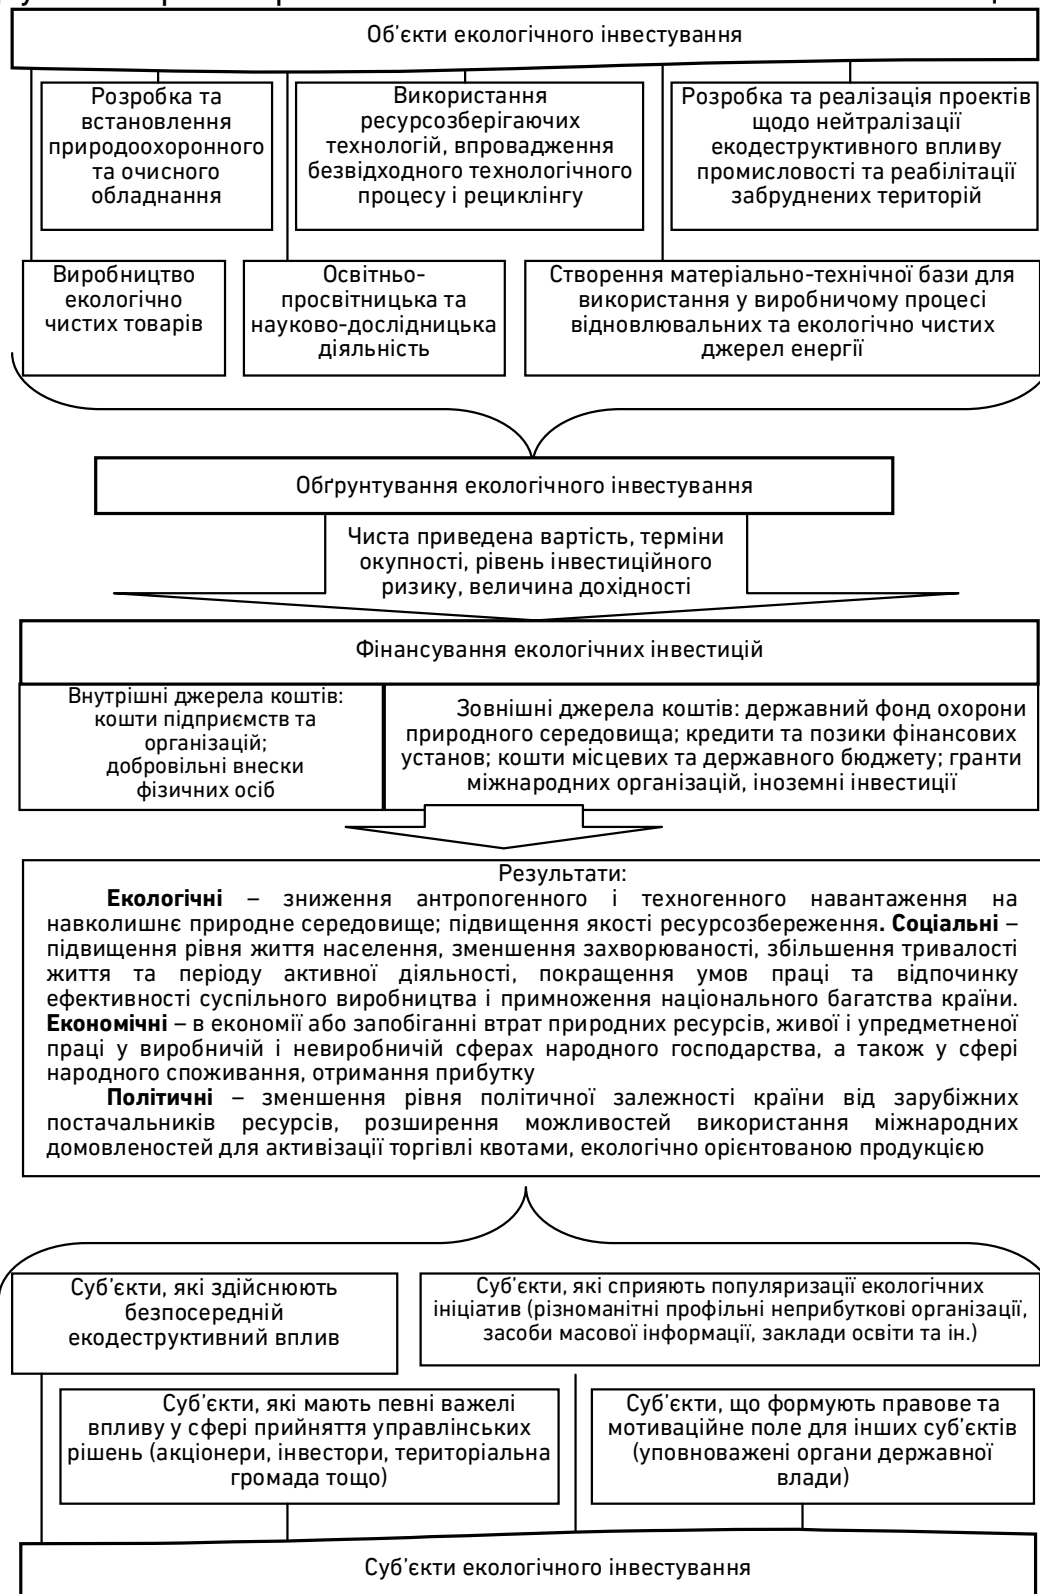 Об’єкти екологічного інвестування
Розробка та
встановлення
природоохоронного
та очисного
обладнання
Використання
ресурсозберігаючих
технологій, впровадження
безвідходного технологічного
процесу і рециклінгу
Розробка та реалізація проектів
щодо нейтралізації
екодеструктивного впливу
промисловості та реабілітації
забруднених територій
Виробництво
екологічно
чистих товарів
Освітньо-
просвітницька та
науково-дослідницька
діяльність
Створення матеріально-технічної бази для
використання у виробничому процесі
відновлювальних та екологічно чистих
джерел енергії
Обґрунтування екологічного інвестування
Чиста приведена вартість, терміни
окупності, рівень інвестиційного
ризику, величина дохідності
Фінансування екологічних інвестицій
Внутрішні джерела коштів:
кошти підприємств та
організацій;
добровільні внески
фізичних осіб
Зовнішні джерела коштів: державний фонд охорони
природного середовища; кредити та позики фінансових
установ; кошти місцевих та державного бюджету; гранти
міжнародних організацій, іноземні інвестиції
Результати:
Екологічні – зниження антропогенного і техногенного навантаження на
навколишнє природне середовище; підвищення якості ресурсозбереження. Соціальні –
підвищення рівня життя населення, зменшення захворюваності, збільшення тривалості
життя та періоду активної діяльності, покращення умов праці та відпочинку
ефективності суспільного виробництва і примноження національного багатства країни.
Економічні – в економії або запобіганні втрат природних ресурсів, живої і упредметненої
праці у виробничій і невиробничій сферах народного господарства, а також у сфері
народного споживання, отримання прибутку
Політичні – зменшення рівня політичної залежності країни від зарубіжних
постачальників ресурсів, розширення можливостей використання міжнародних
домовленостей для активізації торгівлі квотами, екологічно орієнтованою продукцією
Суб’єкти, які здійснюють
безпосередній
екодеструктивний вплив
Суб’єкти, які сприяють популяризації екологічних
ініціатив (різноманітні профільні неприбуткові організації,
засоби масової інформації, заклади освіти та ін.)
Суб’єкти, які мають певні важелі
впливу у сфері прийняття управлінських
рішень (акціонери, інвестори, територіальна
громада тощо)
Суб’єкти, що формують правове та
мотиваційне поле для інших суб’єктів
(уповноважені органи державної
влади)
Суб’єкти екологічного інвестування